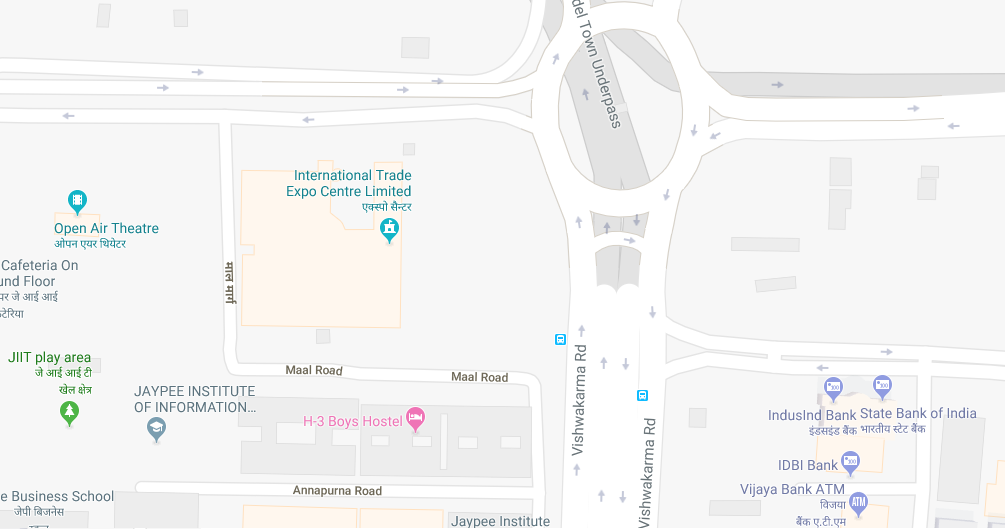 del Town Underpass
International Trade
Expo Centre Limited
एक्स्पो सैन्टर
Open Air Theatre
ओपन एयर थियेटर
Cafeteria On
und Floor
पर जे आई आई
टेरिया
माल मार्ग
JIIT play area
जे आई आई टी
खेल क्षेत्र
Maal Road
Maal Road
JAYPEE INSTITUTE
OF INFORMATION...
H-3 Boys Hostel
Vishwakarma Rd
Vishwakarma Rd
IndusInd Bank
इंडसइंड बैंक
State Bank of India
भारतीय स्टेट बैंक
IDBI Bank
Vijaya Bank ATM
विजया
बैंक ए.टी.एम
ATM
Annapurna Road
e Business School
जेपी बिजनेस
Jaypee Institute